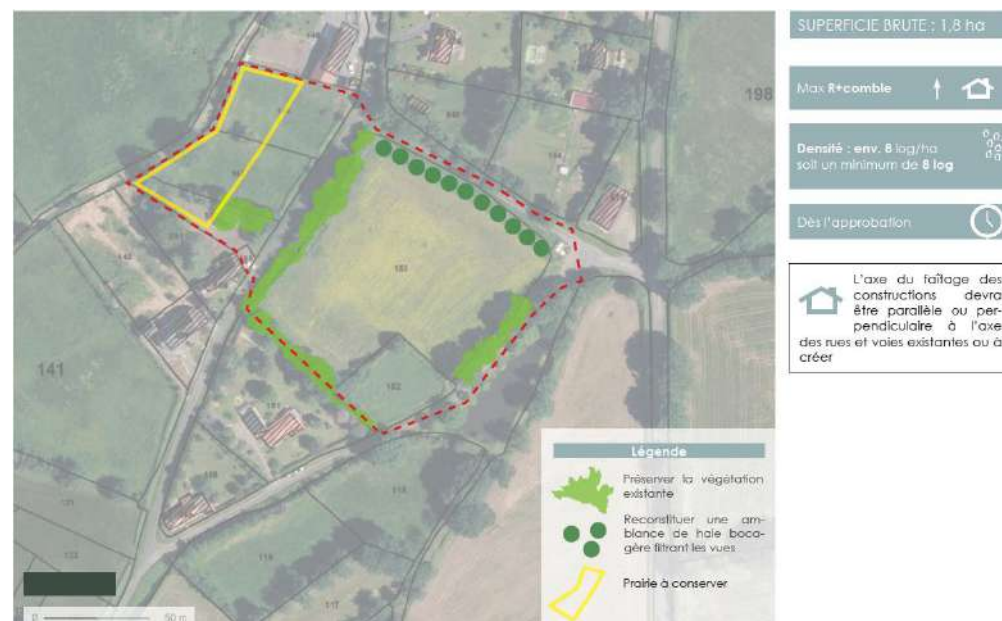 SUPERFICIE BRUTE : 1,8 ha
Max R+comble
Densité : env. 8 log/ha
soit un minimum de 8 log
Dès l'approbation
L'axe du faîtage des
constructions devra
être parallèle ou per-
pendiculaire à l'axe
des rues et voies existantes ou à
créer
198
141
183
182
Légende
Préserver la végétation
existante
Reconstituer une am-
biance de haie boca-
gère filtrant les vues
Prairie à conserver
0
50 m